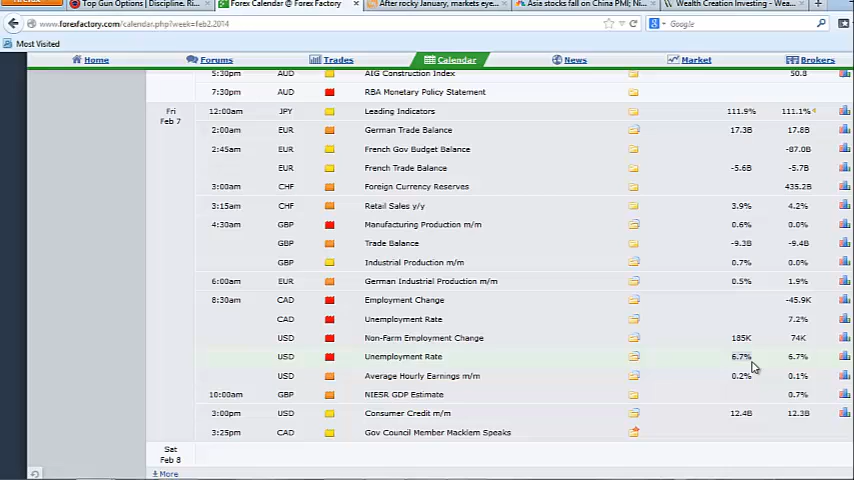 Top Gun Options | Discipline. Ri...
Forex Calendar @ Forex Factory
After rocky January, markets eye...
Asia stocks fall on China PMI; Ni...
Wealth Creation Investing - Wea...
www.forexfactory.com/calendar.php?week=feb2.2014
Google
Most Visited
Home Forums Trades Calendar News Market Brokers
5:30pm AUD AIG Construction Index 50.8
7:30pm AUD RBA Monetary Policy Statement
Fri
Feb 7
12:00am JPY Leading Indicators 111.9% 111.1%
2:00am EUR German Trade Balance 17.3B 17.8B
2:45am EUR French Gov Budget Balance -87.0B
EUR French Trade Balance -5.6B -5.7B
3:00am CHF Foreign Currency Reserves 435.2B
3:15am CHF Retail Sales y/y 3.9% 4.2%
4:30am GBP Manufacturing Production m/m 0.6% 0.0%
GBP Trade Balance -9.3B -9.4B
GBP Industrial Production m/m 0.7% 0.0%
6:00am EUR German Industrial Production m/m 0.5% 1.9%
8:30am CAD Employment Change -45.9K
CAD Unemployment Rate 7.2%
USD Non-Farm Employment Change 185K 74K
USD Unemployment Rate 6.7% 6.7%
USD Average Hourly Earnings m/m 0.2% 0.1%
10:00am GBP NIESR GDP Estimate 0.7%
3:00pm USD Consumer Credit m/m 12.4B 12.3B
3:25pm CAD Gov Council Member Macklem Speaks
Sat
Feb 8
More